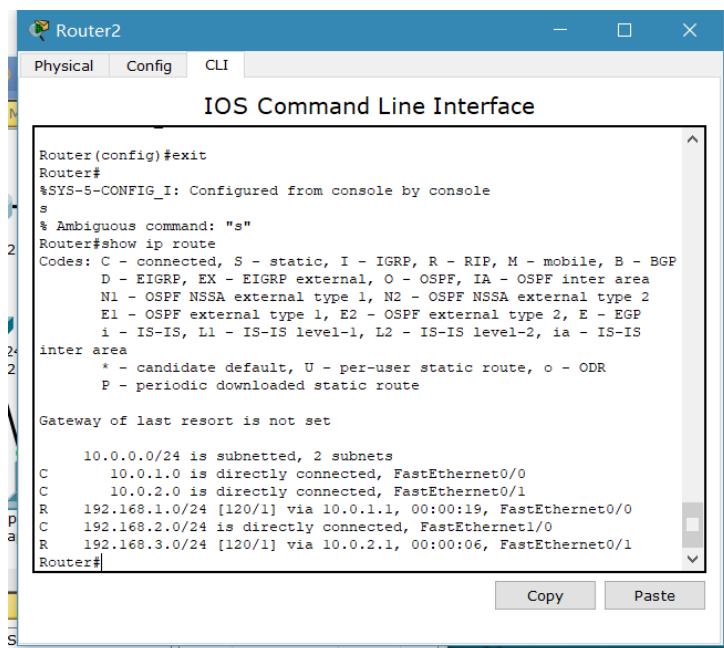 Router2
Physical Config CLI
IOS Command Line Interface
Router(config)#exit
Router#
%SYS-5-CONFIG_I: Configured from console by console
s
% Ambiguous command: "s"
Router#show ip route
Codes: C - connected, S - static, I - IGRP, R - RIP, M - mobile, B - BGP
D - EIGRP, EX - EIGRP external, O - OSPF, IA - OSPF inter area
N1 - OSPF NSSA external type 1, N2 - OSPF NSSA external type 2
E1 - OSPF external type 1, E2 - OSPF external type 2, E - EGP
i - IS-IS, L1 - IS-IS level-1, L2 - IS-IS level-2, ia - IS-IS
inter area
* - candidate default, U - per-user static route, o - ODR
P - periodic downloaded static route
Gateway of last resort is not set
10.0.0.0/24 is subnetted, 2 subnets
C 10.0.1.0 is directly connected, FastEthernet0/0
C 10.0.2.0 is directly connected, FastEthernet0/1
R 192.168.1.0/24 [120/1] via 10.0.1.1, 00:00:19, FastEthernet0/0
C 192.168.2.0/24 is directly connected, FastEthernet1/0
R 192.168.3.0/24 [120/1] via 10.0.2.1, 00:00:06, FastEthernet0/1
Router#
Copy Paste